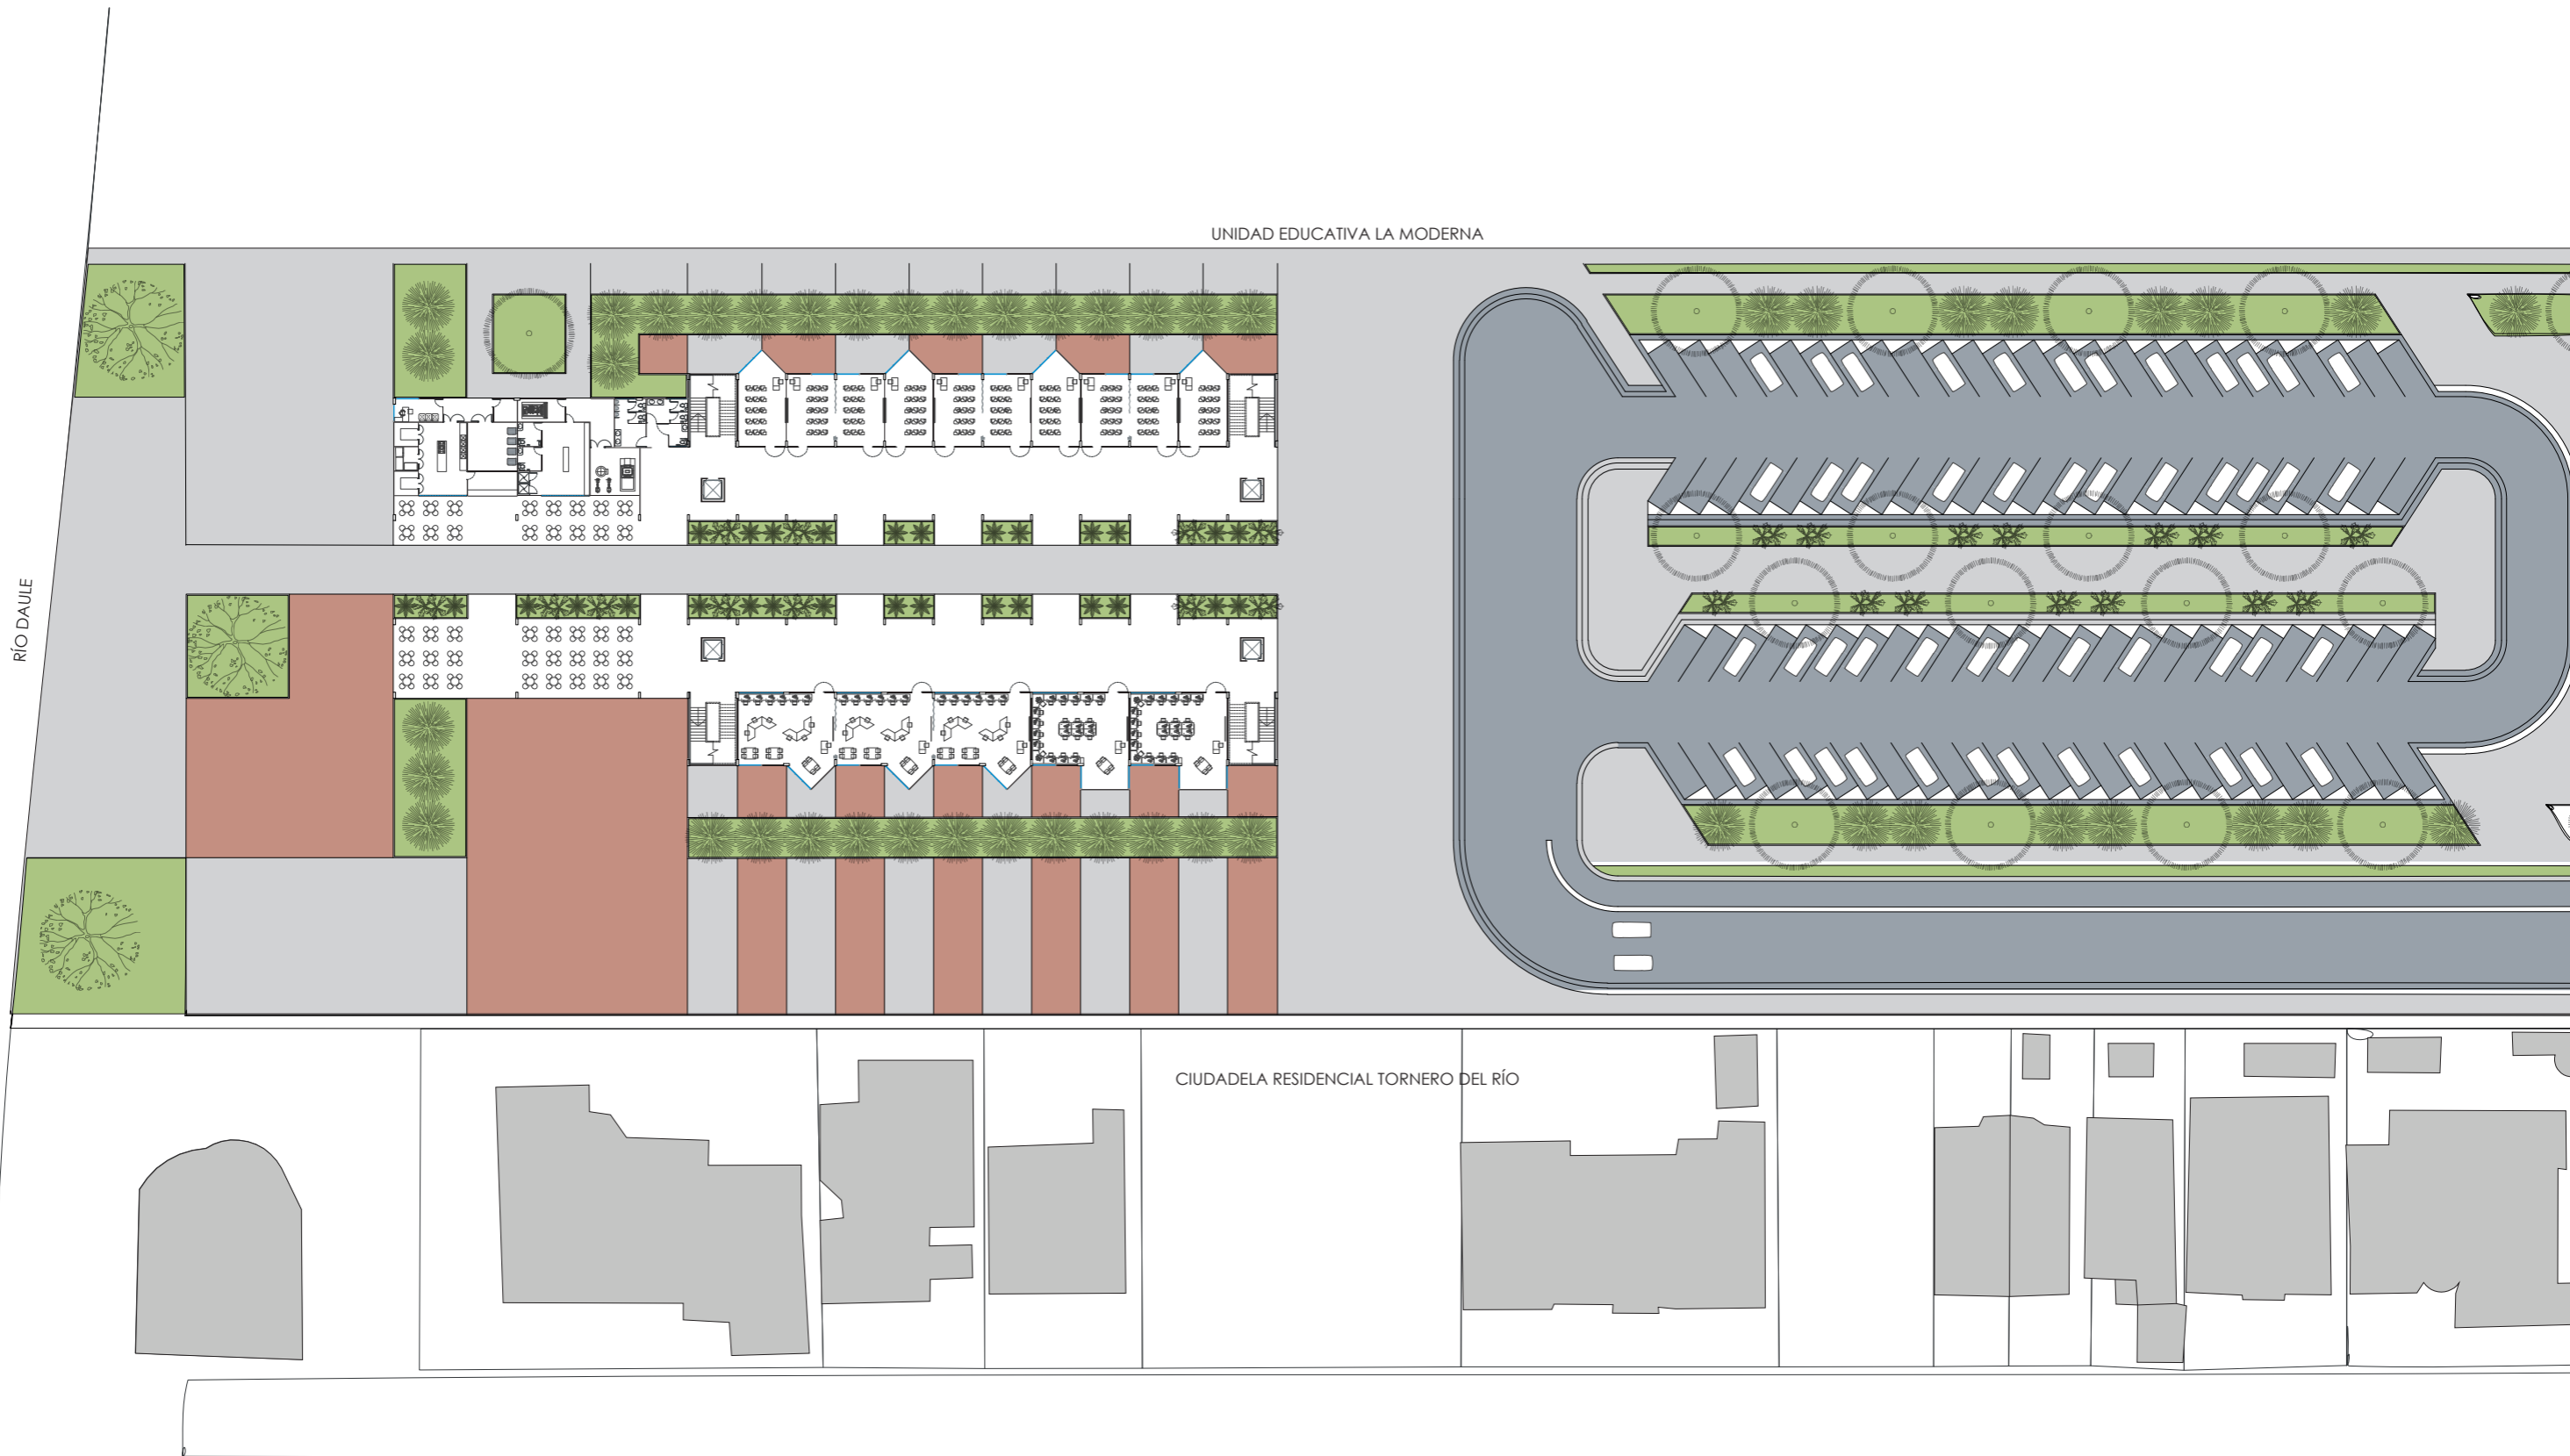 UNIDAD EDUCATIVA LA MODERNA
RÍO DAULE
CIUDADELA RESIDENCIAL TORNERO DEL RÍO